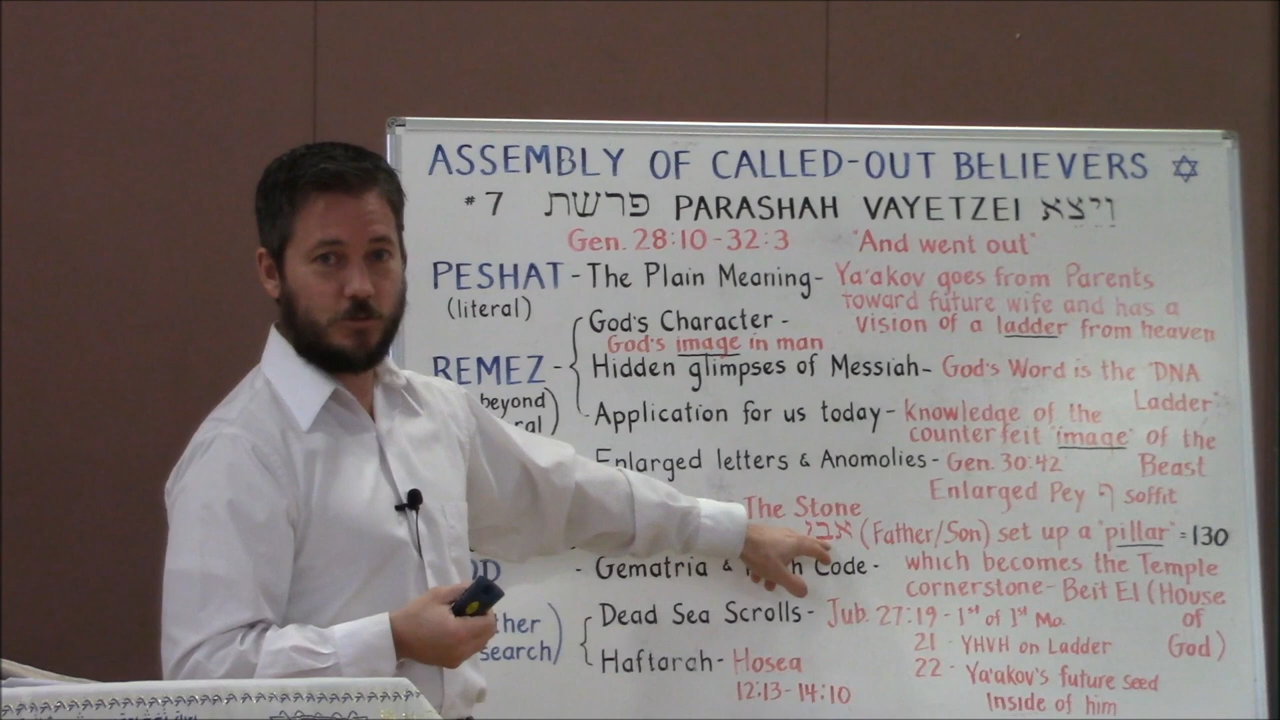 ASSEMBLY OF CALLED-OUT BELIEVERS ✡
#7 פרשת PARASHAH VAYETZEI ויצא
Gen. 28:10-32:3 "And went out"
PESHAT - The Plain Meaning - Ya'akov goes from Parents
(literal) toward future wife and has a
vision of a ladder from heaven
God's Character -
God's image in man
REMEZ - Hidden glimpses of Messiah - God's Word is the "DNA
Ladder"
beyond
Application for us today - Knowledge of the
counterfeit "image" of the
Beast
Enlarged letters & Anomolies - Gen. 30:42
Enlarged Pey ף soffit
The Stone
אבן (Father/Son) set up a "pillar" = 130
- Gematria & Code - which becomes the Temple
cornerstone - Beit El (House
of
God)
Dead Sea Scrolls - Jub. 27:19 - 1st of 1st Mo.
21 - YHVH on Ladder
search)
Haftarah - Hosea
12:13-14:10
22 - Ya'akov's future seed
Inside of him